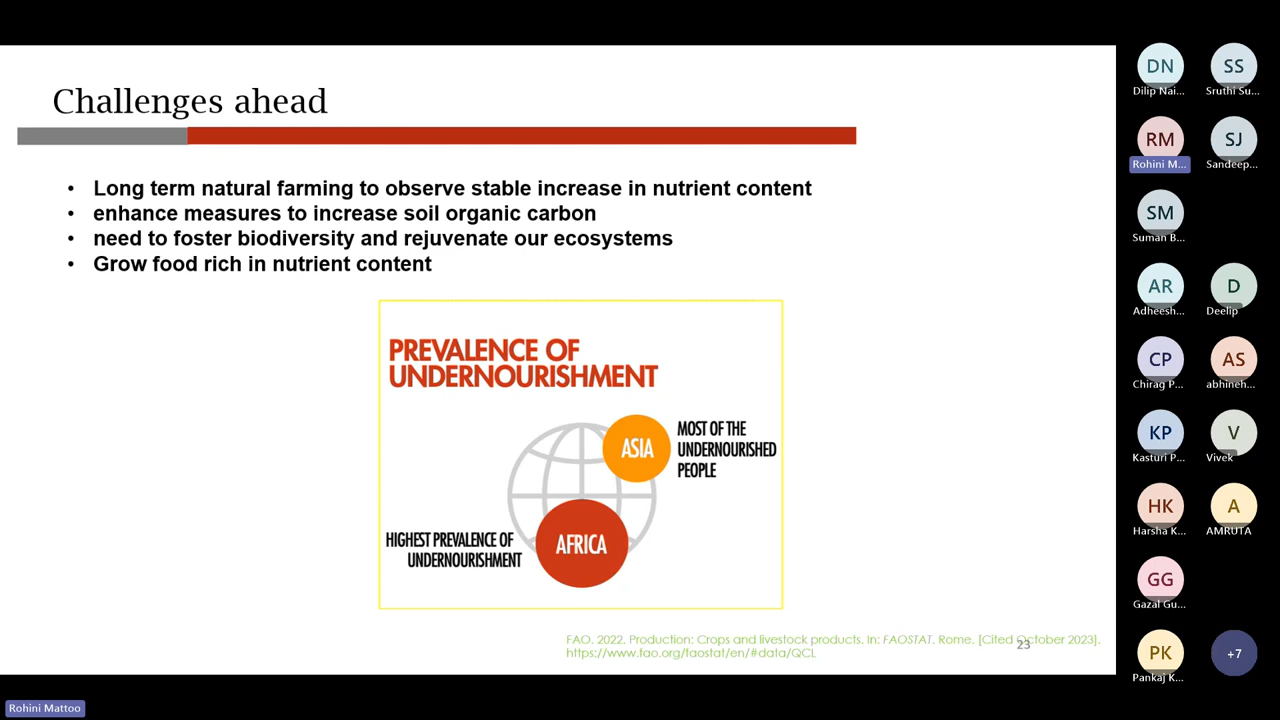 Challenges ahead
• Long term natural farming to observe stable increase in nutrient content
• enhance measures to increase soil organic carbon
• need to foster biodiversity and rejuvenate our ecosystems
• Grow food rich in nutrient content
PREVALENCE OF
UNDERNOURISHMENT
ASIA
MOST OF THE
UNDERNOURISHED
PEOPLE
HIGHEST PREVALENCE OF
UNDERNOURISHMENT
AFRICA
FAO. 2022. Production: Crops and livestock products. In: FAOSTAT. Rome. [Cited October 2023].
https://www.fao.org/faostat/en/#data/QCL
23
DN
Dilip Nai...
SS
Sruthi Su...
RM
Rohini M...
SJ
Sandeep...
SM
Suman B...
AR
Adheesh...
D
Deelip
CP
Chirag P...
AS
abhineh...
KP
Kasturi P...
V
Vivek
HK
Harsha K...
A
AMRUTA
GG
Gazal Gu...
PK
Pankaj K...
+7
Rohini Mattoo